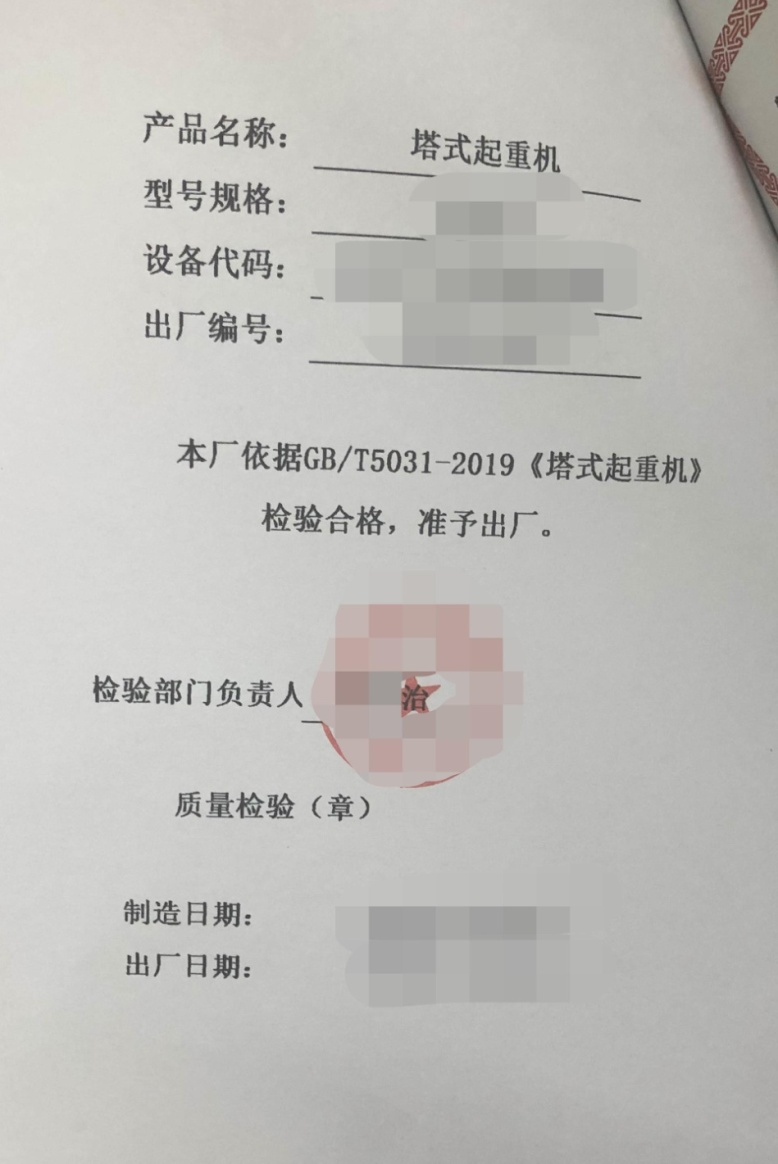 产品名称： 塔式起重机
型号规格：
设备代码：
出厂编号：
本厂依据GB/T5031-2019《塔式起重机》
检验合格，准予出厂。
检验部门负责人 治
质量检验（章）
制造日期：
出厂日期：